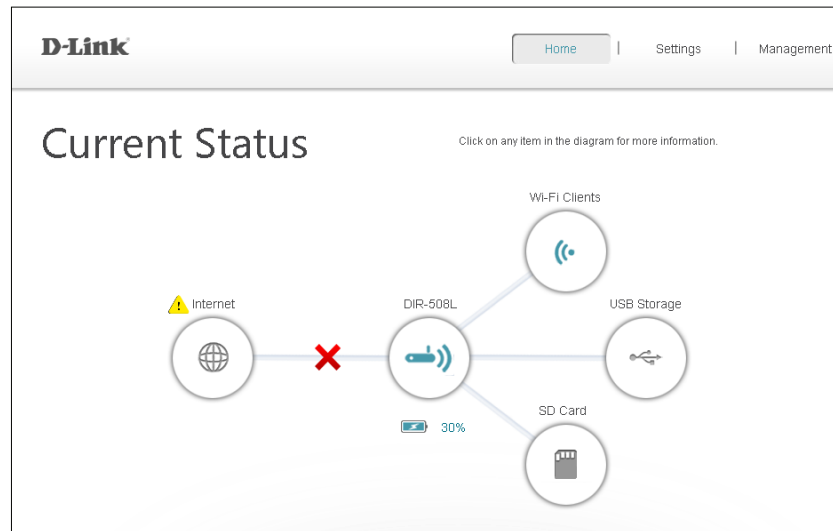 D-Link
Home | Settings | Management
Current Status
Click on any item in the diagram for more information.
Wi-Fi Clients
Internet
DIR-508L
USB Storage
30%
SD Card